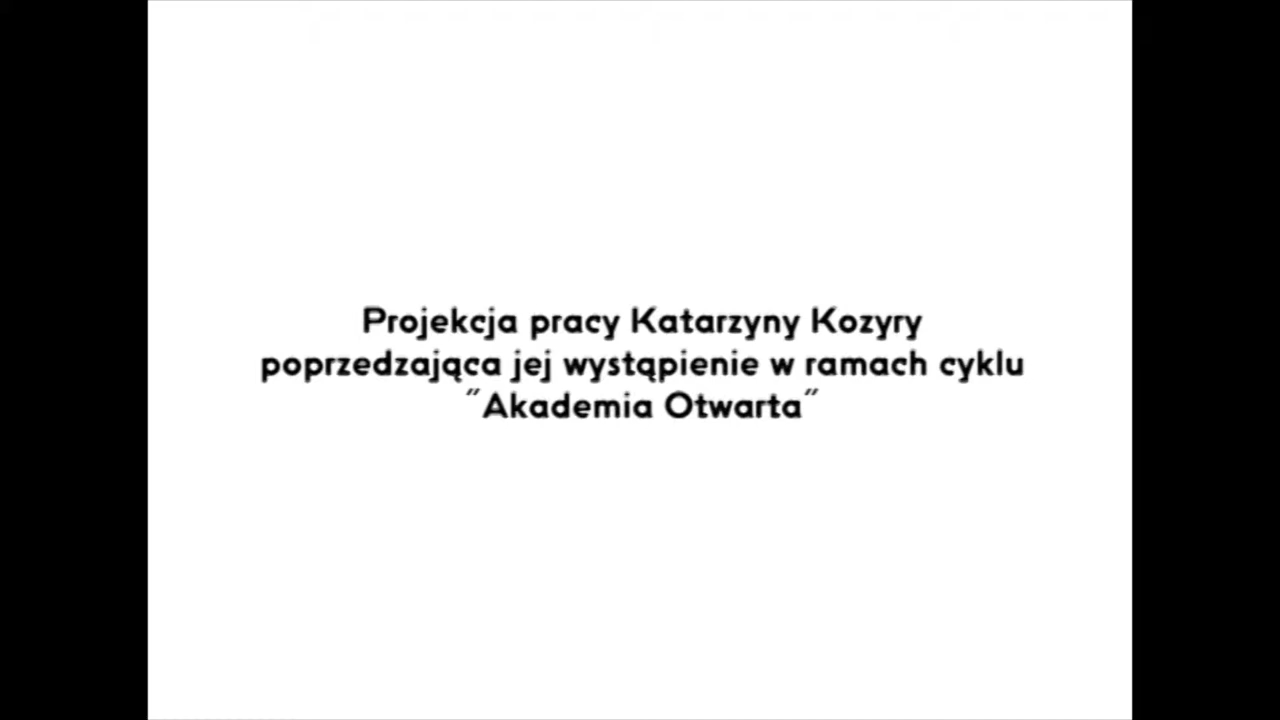 Projekcja pracy Katarzyny Kozyry
poprzedzająca jej wystąpienie w ramach cyklu
"Akademia Otwarta"